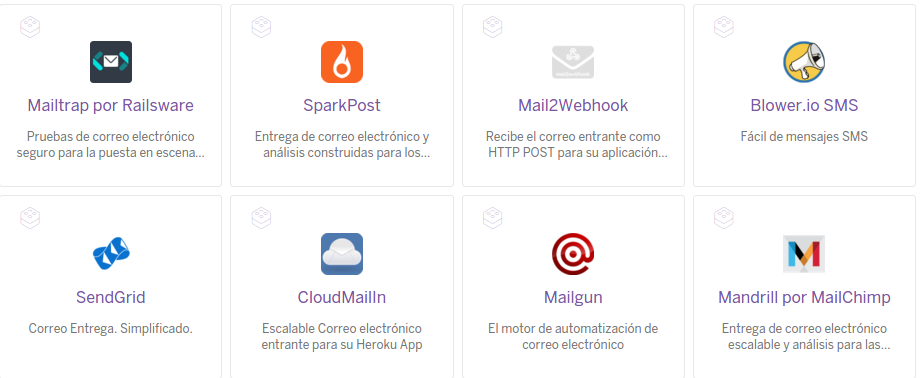 Mailtrap por Railsware
Pruebas de correo electrónico
seguro para la puesta en escena...
SparkPost
Entrega de correo electrónico y
análisis construidas para los...
Mail2Webhook
Recibe el correo entrante como
HTTP POST para su aplicación...
Blower.io SMS
Fácil de mensajes SMS
SendGrid
Correo Entrega. Simplificado.
CloudMailIn
Escalable Correo electrónico
entrante para su Heroku App
Mailgun
El motor de automatización de
correo electrónico
Mandrill por MailChimp
Entrega de correo electrónico
escalable y análisis para las...